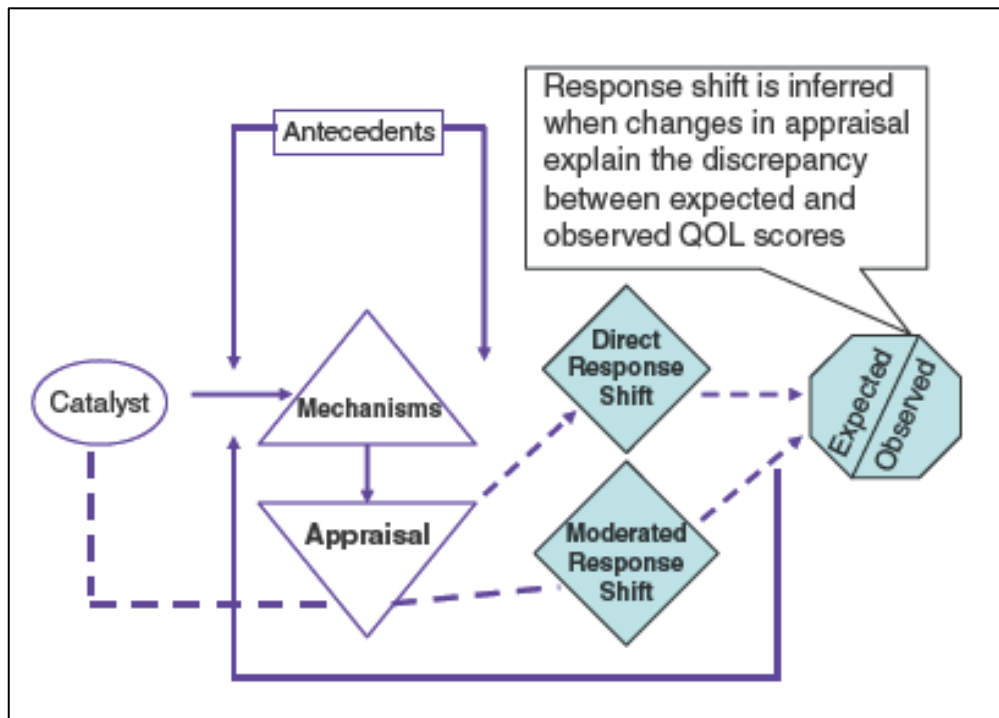 Response shift is inferred
when changes in appraisal
explain the discrepancy
between expected and
observed QOL scores
Antecedents
Catalyst
Mechanisms
Appraisal
Direct
Response
Shift
Moderated
Response
Shift
Expected
Observed